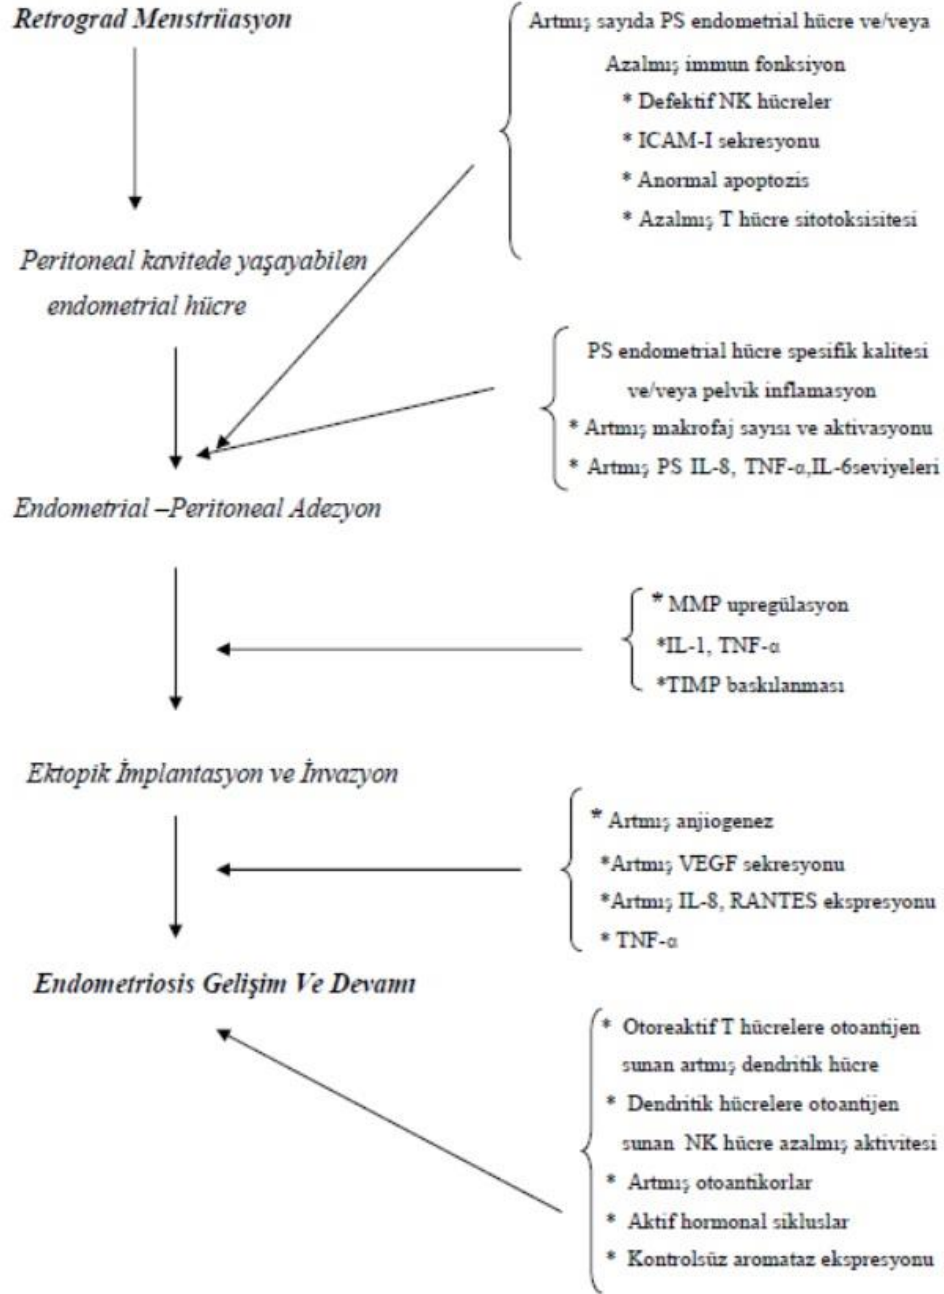 Retrograd Menstrüasyon
Artmış sayıda PS endometrial hücre ve/veya
Azalmış immun fonksiyon
* Defektif NK hücreler
* ICAM-I sekresyonu
* Anormal apoptozis
* Azalmış T hücre sitotoksisitesi
Peritoneal kavitede yaşayabilen
endometrial hücre
PS endometrial hücre spesifik kalitesi
ve/veya pelvik inflamasyon
* Artmış makrofaj sayısı ve aktivasyonu
* Artmış PS IL-8, TNF-α,IL-6seviyeleri
Endometrial –Peritoneal Adezyon
* MMP upregülasyon
*IL-1, TNF-α
*TIMP baskılanması
Ektopik İmplantasyon ve İnvazyon
* Artmış anjiogenez
*Artmış VEGF sekresyonu
*Artmış IL-8, RANTES ekspresyonu
* TNF-α
Endometriosis Gelişim Ve Devamı
* Otoreaktif T hücrelere otoantijen
sunan artmış dendritik hücre
* Dendritik hücrelere otoantijen
sunan NK hücre azalmış aktivitesi
* Artmış otoantikorlar
* Aktif hormonal sikluslar
* Kontrolsüz aromataz ekspresyonu